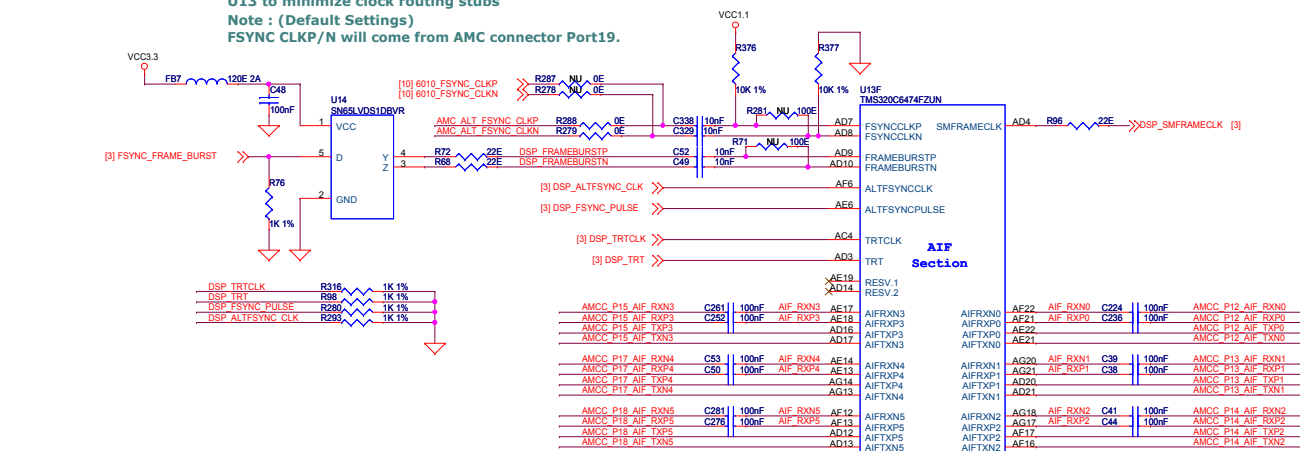 U13 to minimize clock routing stubs
Note : (Default Settings)
FSYNC CLKP/N will come from AMC connector Port19.
VCC3.3
FB7 120E 2A
C48
100nF
U14
SN65LVDS1DBVR
1 VCC
5 D
2 GND
Y 4
Z 3
[3] FSYNC_FRAME_BURST
R76
1K 1%
[10] 6010_FSYNC_CLKP R287 NU 0E
[10] 6010_FSYNC_CLKN R278 NU 0E
AMC_ALT_FSYNC_CLKP R288 0E C338 10nF
AMC_ALT_FSYNC_CLKN R279 0E C329 10nF
R72 22E DSP_FRAMEBURSTP C52 10nF
R68 22E DSP_FRAMEBURSTN C49 10nF
VCC1.1
R376
10K 1%
R377
10K 1%
R281 NU 100E
R71 NU 100E
[3] DSP_ALTFSYNC_CLK
[3] DSP_FSYNC_PULSE
[3] DSP_TRTCLK
[3] DSP_TRT
DSP_TRTCLK R316 1K 1%
DSP_TRT R98 1K 1%
DSP_FSYNC_PULSE R280 1K 1%
DSP_ALTFSYNC_CLK R293 1K 1%
U13F
TMS320C6474FZUN
AD7 FSYNCCLKP
AD8 FSYNCCLKN
AD9 FRAMEBURSTP
AD10 FRAMEBURSTN
AF6 ALTFSYNCCLK
AE6 ALTFSYNCPULSE
AC4 TRTCLK
AD3 TRT
AE19 RESV.1
AD14 RESV.2
AIF
Section
SMFRAMECLK AD4 R96 22E DSP_SMFRAMECLK [3]
AMCC_P15_AIF_RXN3 C261 100nF AIF_RXN3 AE17 AIFRXN3
AMCC_P15_AIF_RXP3 C252 100nF AIF_RXP3 AE18 AIFRXP3
AMCC_P15_AIF_TXP3 AD16 AIFTXP3
AMCC_P15_AIF_TXN3 AD17 AIFTXN3
AMCC_P17_AIF_RXN4 C53 100nF AIF_RXN4 AE14 AIFRXN4
AMCC_P17_AIF_RXP4 C50 100nF AIF_RXP4 AE13 AIFRXP4
AMCC_P17_AIF_TXP4 AG14 AIFTXP4
AMCC_P17_AIF_TXN4 AG13 AIFTXN4
AMCC_P18_AIF_RXN5 C281 100nF AIF_RXN5 AF12 AIFRXN5
AMCC_P18_AIF_RXP5 C276 100nF AIF_RXP5 AF13 AIFRXP5
AMCC_P18_AIF_TXP5 AD12 AIFTXP5
AMCC_P18_AIF_TXN5 AD13 AIFTXN5
AIFRXN0 AF22 AIF_RXN0 C224 100nF AMCC_P12_AIF_RXN0
AIFRXP0 AF21 AIF_RXP0 C236 100nF AMCC_P12_AIF_RXP0
AIFTXP0 AE22 AMCC_P12_AIF_TXP0
AIFTXN0 AE21 AMCC_P12_AIF_TXN0
AIFRXN1 AG20 AIF_RXN1 C39 100nF AMCC_P13_AIF_RXN1
AIFRXP1 AG21 AIF_RXP1 C38 100nF AMCC_P13_AIF_RXP1
AIFTXP1 AD20 AMCC_P13_AIF_TXP1
AIFTXN1 AD21 AMCC_P13_AIF_TXN1
AIFRXN2 AG18 AIF_RXN2 C41 100nF AMCC_P14_AIF_RXN2
AIFRXP2 AG17 AIF_RXP2 C44 100nF AMCC_P14_AIF_RXP2
AIFTXP2 AF17 AMCC_P14_AIF_TXP2
AIFTXN2 AF16 AMCC_P14_AIF_TXN2